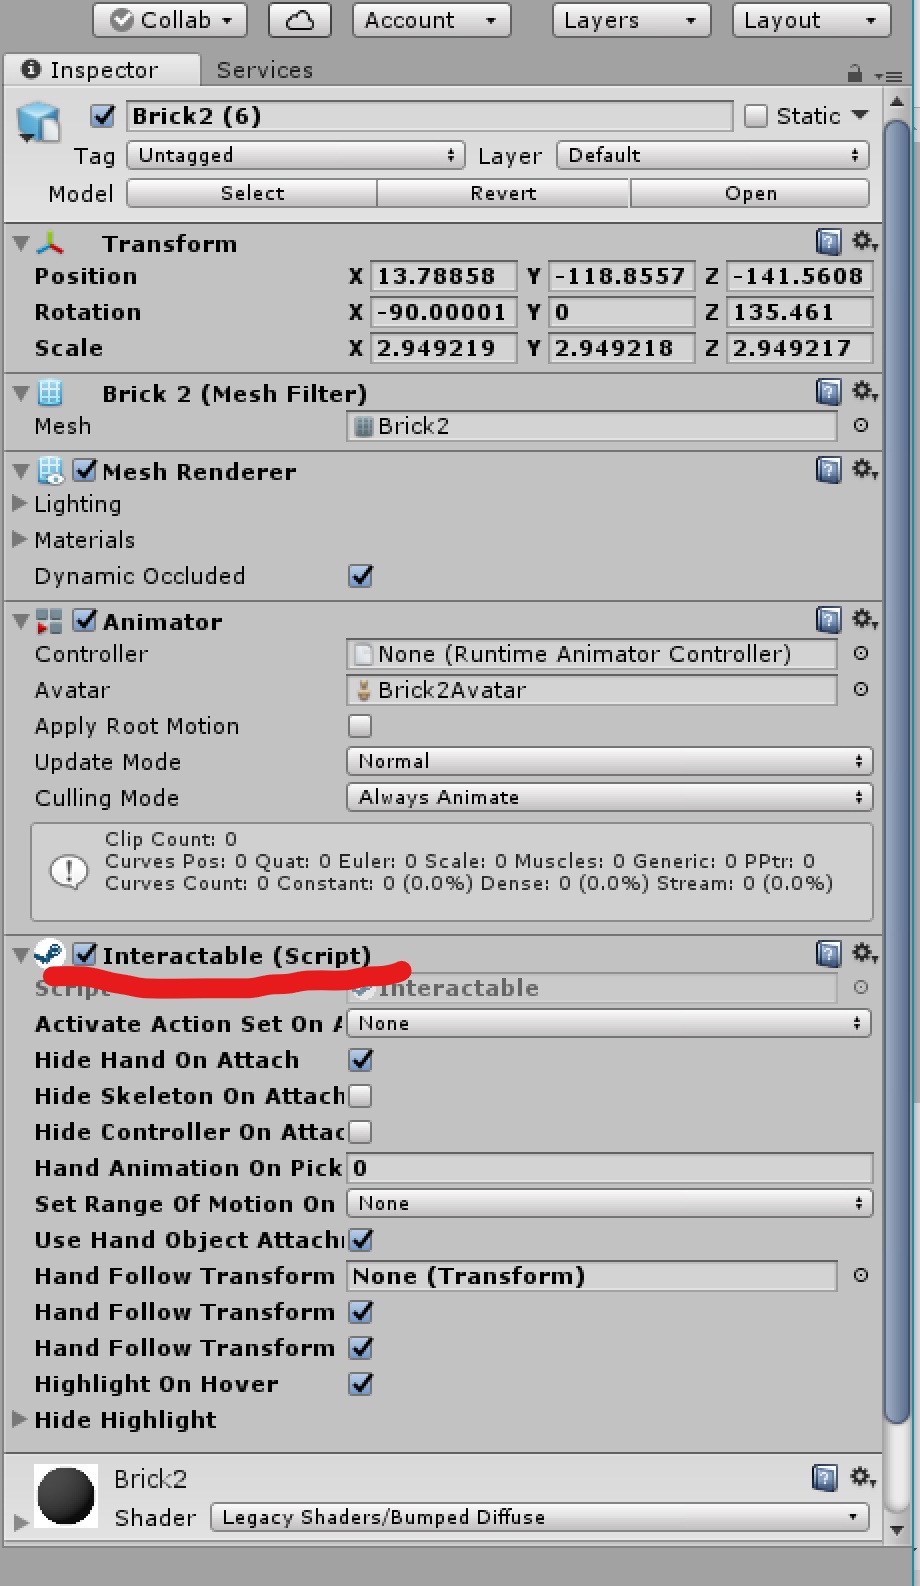 Collab Account Layers Layout
Inspector Services
Brick2 (6) Static
Tag Untagged Layer Default
Model Select Revert Open
Transform
Position X 13.78858 Y -118.8557 Z -141.5608
Rotation X -90.00001 Y 0 Z 135.461
Scale X 2.949219 Y 2.949218 Z 2.949217
Brick 2 (Mesh Filter)
Mesh Brick2
Mesh Renderer
Lighting
Materials
Dynamic Occluded
Animator
Controller None (Runtime Animator Controller)
Avatar Brick2Avatar
Apply Root Motion
Update Mode Normal
Culling Mode Always Animate
Clip Count: 0
Curves Pos: 0 Quat: 0 Euler: 0 Scale: 0 Muscles: 0 Generic: 0 PPtr: 0
Curves Count: 0 Constant: 0 (0.0%) Dense: 0 (0.0%) Stream: 0 (0.0%)
Interactable (Script)
Script Interactable
Activate Action Set On A None
Hide Hand On Attach
Hide Skeleton On Attach
Hide Controller On Attac
Hand Animation On Pick 0
Set Range Of Motion On None
Use Hand Object Attach
Hand Follow Transform None (Transform)
Hand Follow Transform
Hand Follow Transform
Highlight On Hover
Hide Highlight
Brick2
Shader Legacy Shaders/Bumped Diffuse